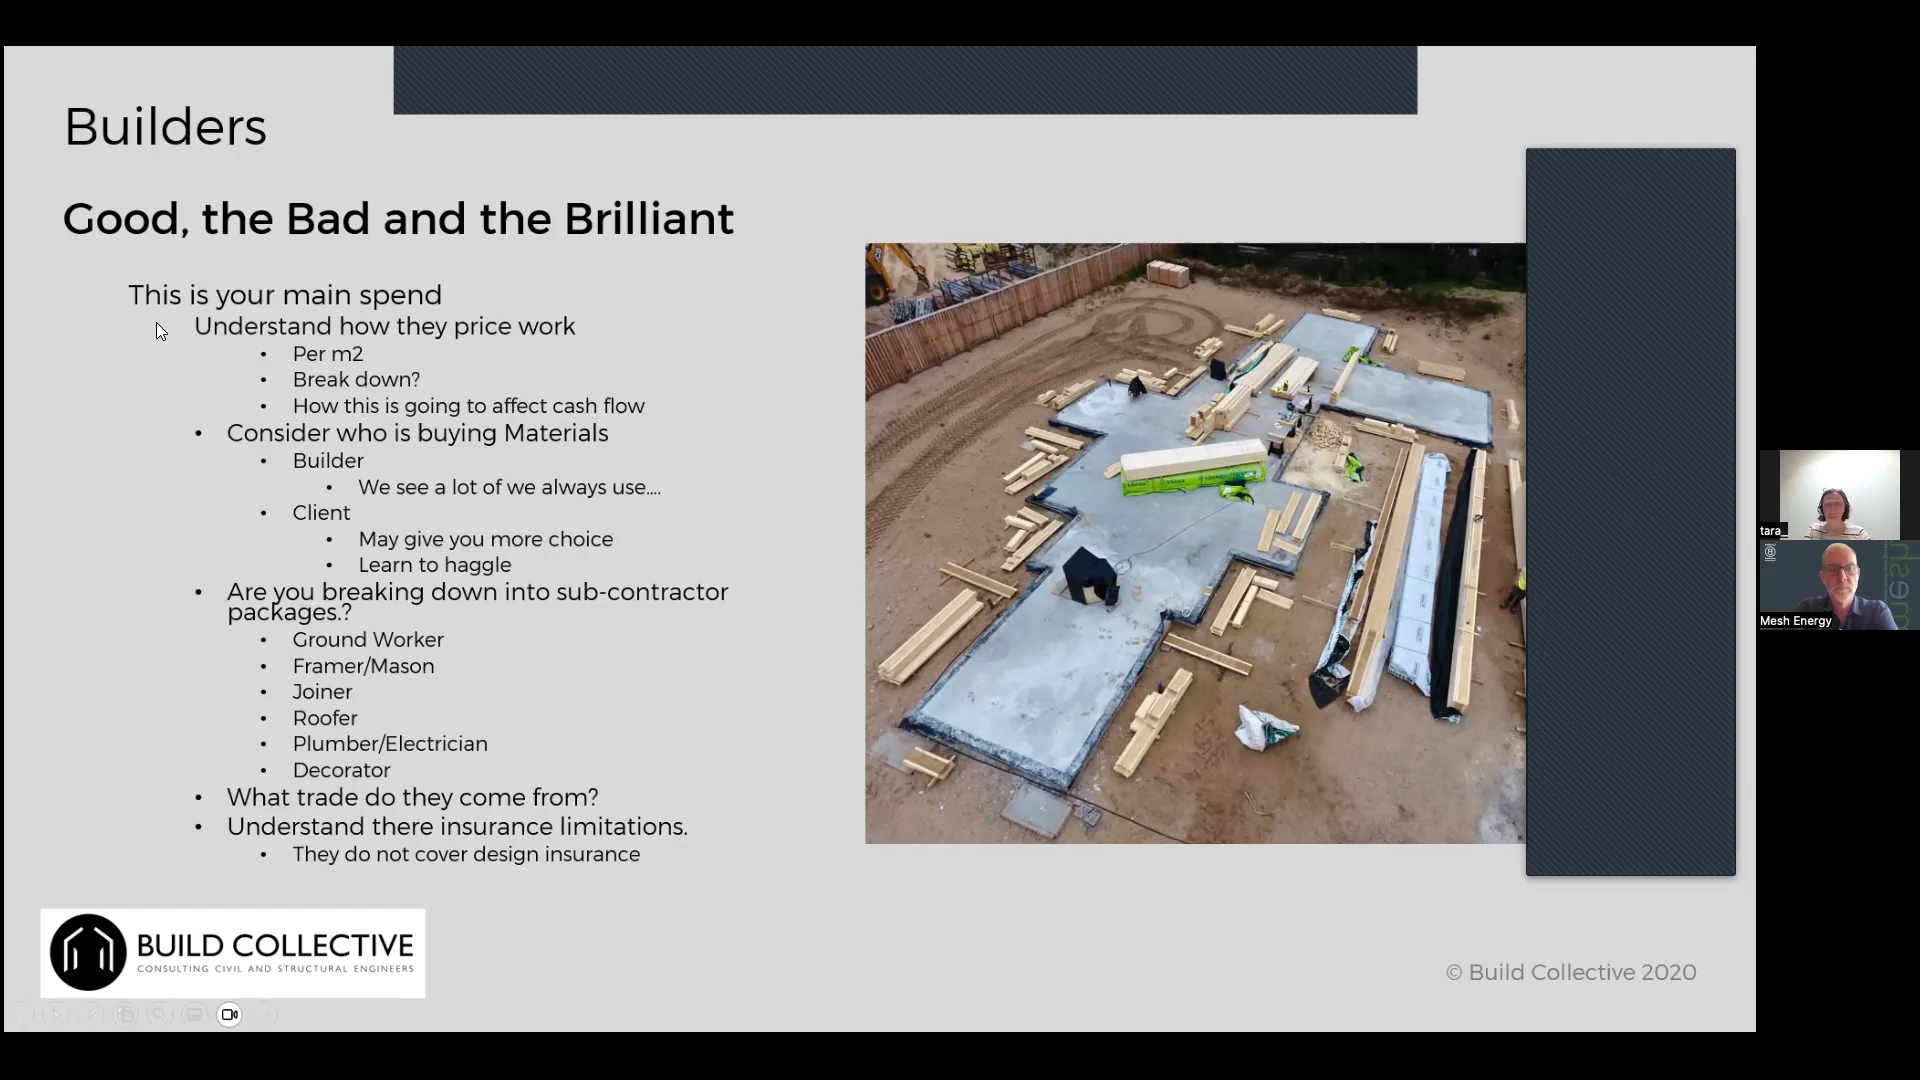 Builders
Good, the Bad and the Brilliant
This is your main spend
Understand how they price work
• Per m2
• Break down?
• How this is going to affect cash flow
• Consider who is buying Materials
• Builder
• We see a lot of we always use....
• Client
• May give you more choice
• Learn to haggle
• Are you breaking down into sub-contractor
packages.?
• Ground Worker
• Framer/Mason
• Joiner
• Roofer
• Plumber/Electrician
• Decorator
• What trade do they come from?
• Understand there insurance limitations.
• They do not cover design insurance
BUILD COLLECTIVE
CONSULTING CIVIL AND STRUCTURAL ENGINEERS
© Build Collective 2020
tara_
mesh
Mesh Energy